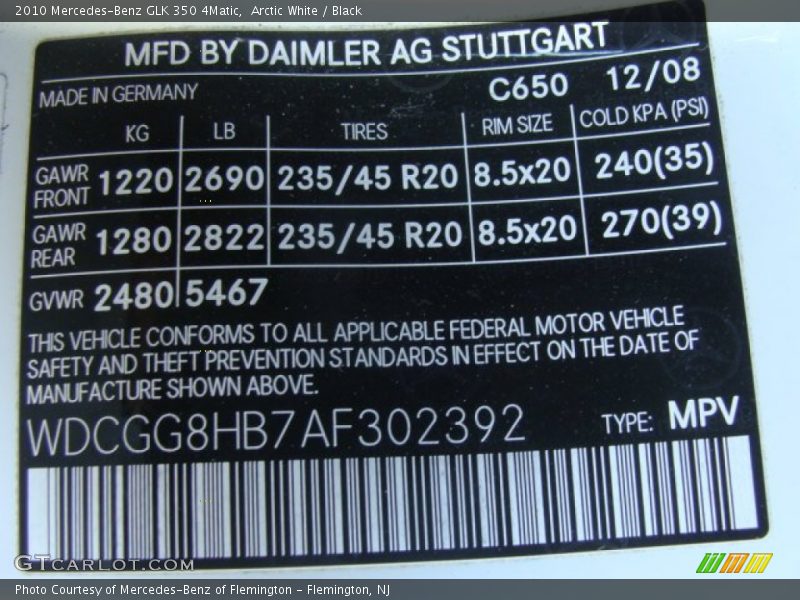 2010 Mercedes-Benz GLK 350 4Matic,  Arctic White / Black
MFD BY DAIMLER AG STUTTGART
MADE IN GERMANY C650 12/08
KG LB TIRES RIM SIZE COLD KPA (PSI)
GAWR FRONT 1220 2690 235/45 R20 8.5x20 240(35)
GAWR REAR 1280 2822 235/45 R20 8.5x20 270(39)
GVWR 2480 5467
THIS VEHICLE CONFORMS TO ALL APPLICABLE FEDERAL MOTOR VEHICLE
SAFETY AND THEFT PREVENTION STANDARDS IN EFFECT ON THE DATE OF
MANUFACTURE SHOWN ABOVE.
WDCGG8HB7AF302392 TYPE: MPV
GTcarlot.com
Photo Courtesy of Mercedes-Benz of Flemington - Flemington, NJ